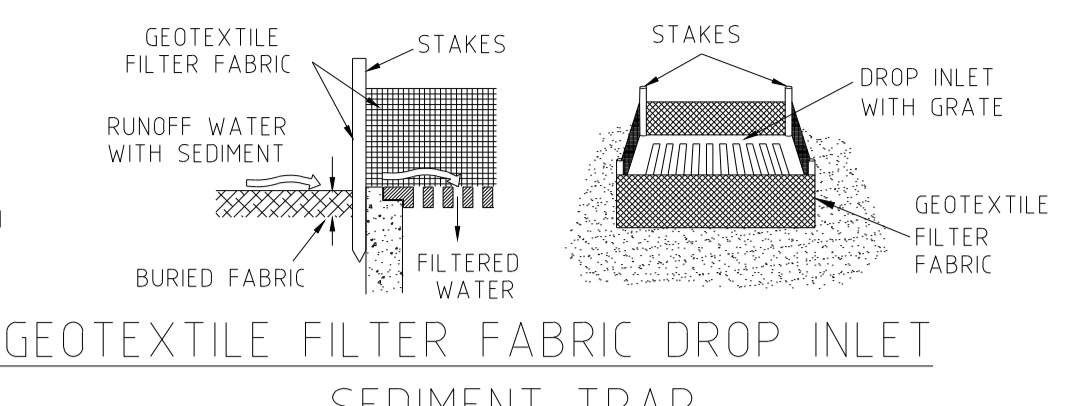 GEOTEXTILE
FILTER FABRIC
STAKES
RUNOFF WATER
WITH SEDIMENT
BURIED FABRIC
FILTERED
WATER
STAKES
DROP INLET
WITH GRATE
GEOTEXTILE
FILTER
FABRIC
GEOTEXTILE FILTER FABRIC DROP INLET
SEDIMENT TRAP